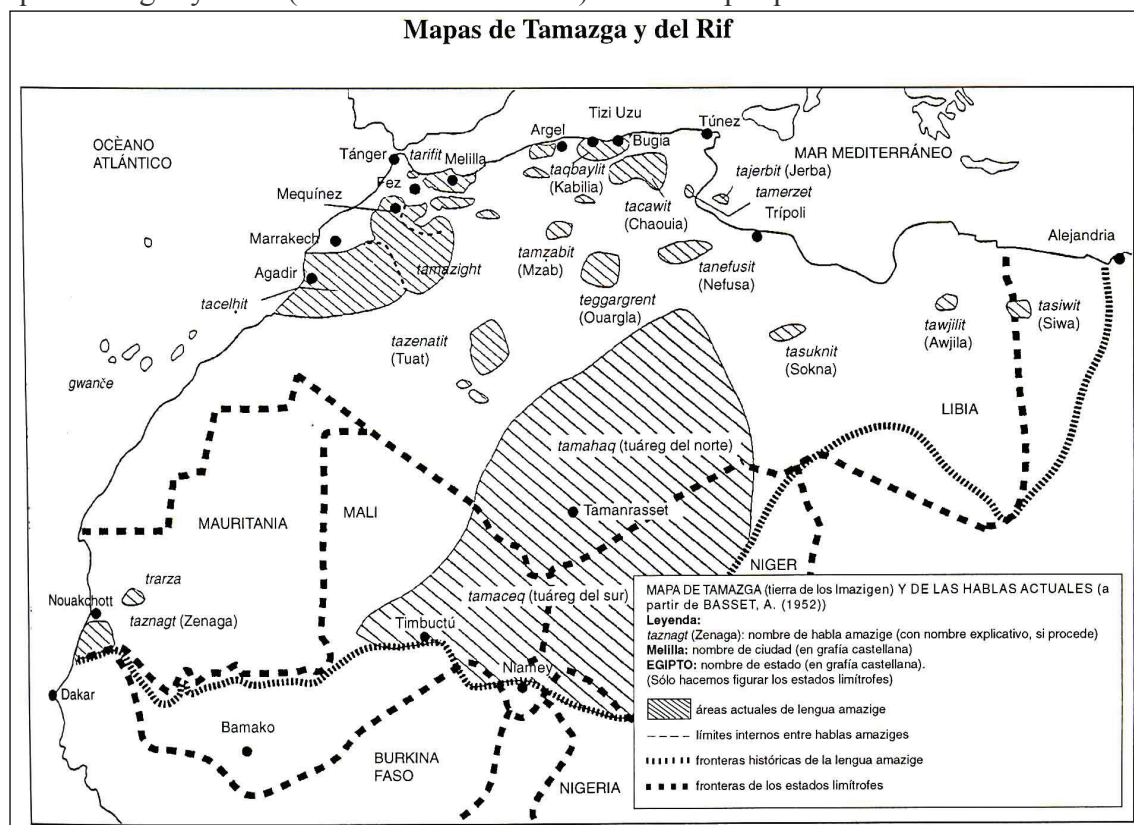 Mapas de Tamazga y del Rif
OCÈANO
ATLÁNTICO
Tizi Uzu
Argel
Bugia
Túnez
MAR MEDITERRÁNEO
Tánger
tarifit
Melilla
Fez
Mequínez
taqbaylit
(Kabilia)
tajerbit (Jerba)
tamerzet
tacawit
(Chaouia)
Trípoli
Marrakech
tamazight
tamzabit
(Mzab)
tanefusit
(Nefusa)
Alejandria
Agadir
tacelhit
teggargrent
(Ouargla)
tawjilit
(Awjila)
tasiwit
(Siwa)
tazenatit
(Tuat)
tasuknit
(Sokna)
gwanče
LIBIA
tamahaq (tuáreg del norte)
Tamanrasset
MAURITANIA
MALI
NIGER
trarza
Nouakchott
taznagt (Zenaga)
tamaceq (tuáreg del sur)
Timbuctú
Niamey
Dakar
Bamako
BURKINA
FASO
NIGERIA
MAPA DE TAMAZGA (tierra de los Imazigen) Y DE LAS HABLAS ACTUALES (a
partir de BASSET, A. (1952))
Leyenda:
taznagt (Zenaga): nombre de habla amazige (con nombre explicativo, si procede)
Melilla: nombre de ciudad (en grafía castellana)
EGIPTO: nombre de estado (en grafía castellana).
(Sólo hacemos figurar los estados limítrofes)
áreas actuales de lengua amazige
límites internos entre hablas amaziges
fronteras históricas de la lengua amazige
fronteras de los estados limítrofes